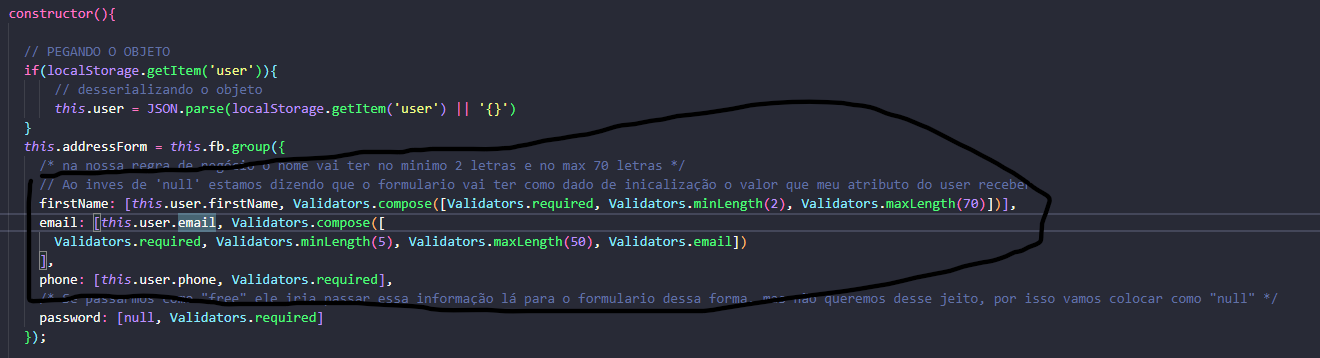 constructor(){
// PEGANDO O OBJETO
if(localStorage.getItem('user')){
// desserializando o objeto
this.user = JSON.parse(localStorage.getItem('user') || '{}')
}
this.addressForm = this.fb.group({
/* na nossa regra de negócio o nome vai ter no minimo 2 letras e no max 70 letras */
// Ao inves de 'null' estamos dizendo que o formulario vai ter como dado de inicalização o valor que meu atributo do user receber
firstName: [this.user.firstName, Validators.compose([Validators.required, Validators.minLength(2), Validators.maxLength(70)])],
email: [this.user.email, Validators.compose([
Validators.required, Validators.minLength(5), Validators.maxLength(50), Validators.email])
],
phone: [this.user.phone, Validators.required],
/* Se passarmos como "free" ele iria passar essa informação lá para o formulario dessa forma, mas não queremos desse jeito, por isso vamos colocar como "null" */
password: [null, Validators.required]
});